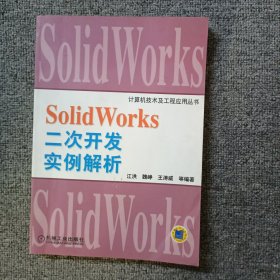 SolidWorks
计算机技术及工程应用丛书
SolidWorks
二次开发
实例解析
江洪 魏峥 王涛威 等编著
SolidWorks
机械工业出版社